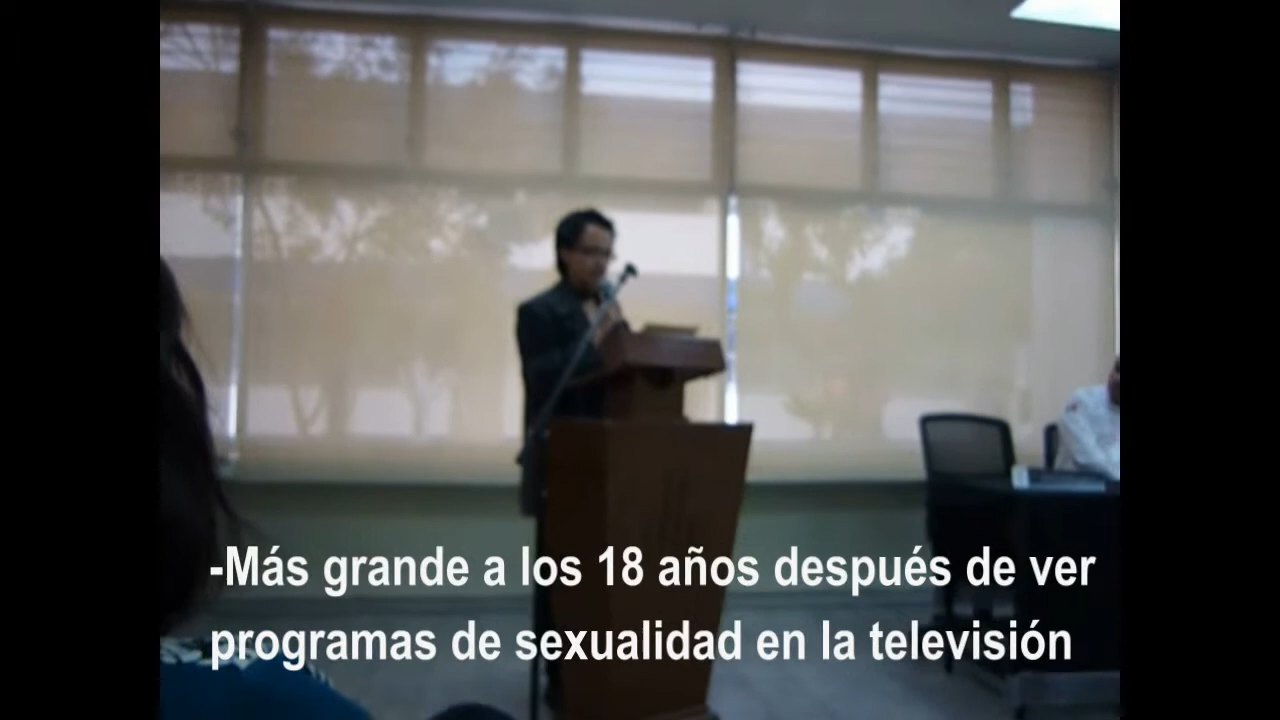 -Más grande a los 18 años después de ver
programas de sexualidad en la televisión